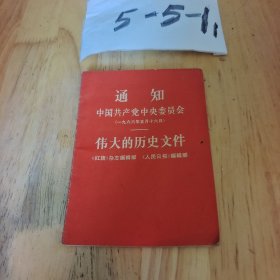 5-5-11
通知
中国共产党中央委员会
（一九六六年五月十六日）
伟大的历史文件
《红旗》杂志编辑部 《人民日报》编辑部